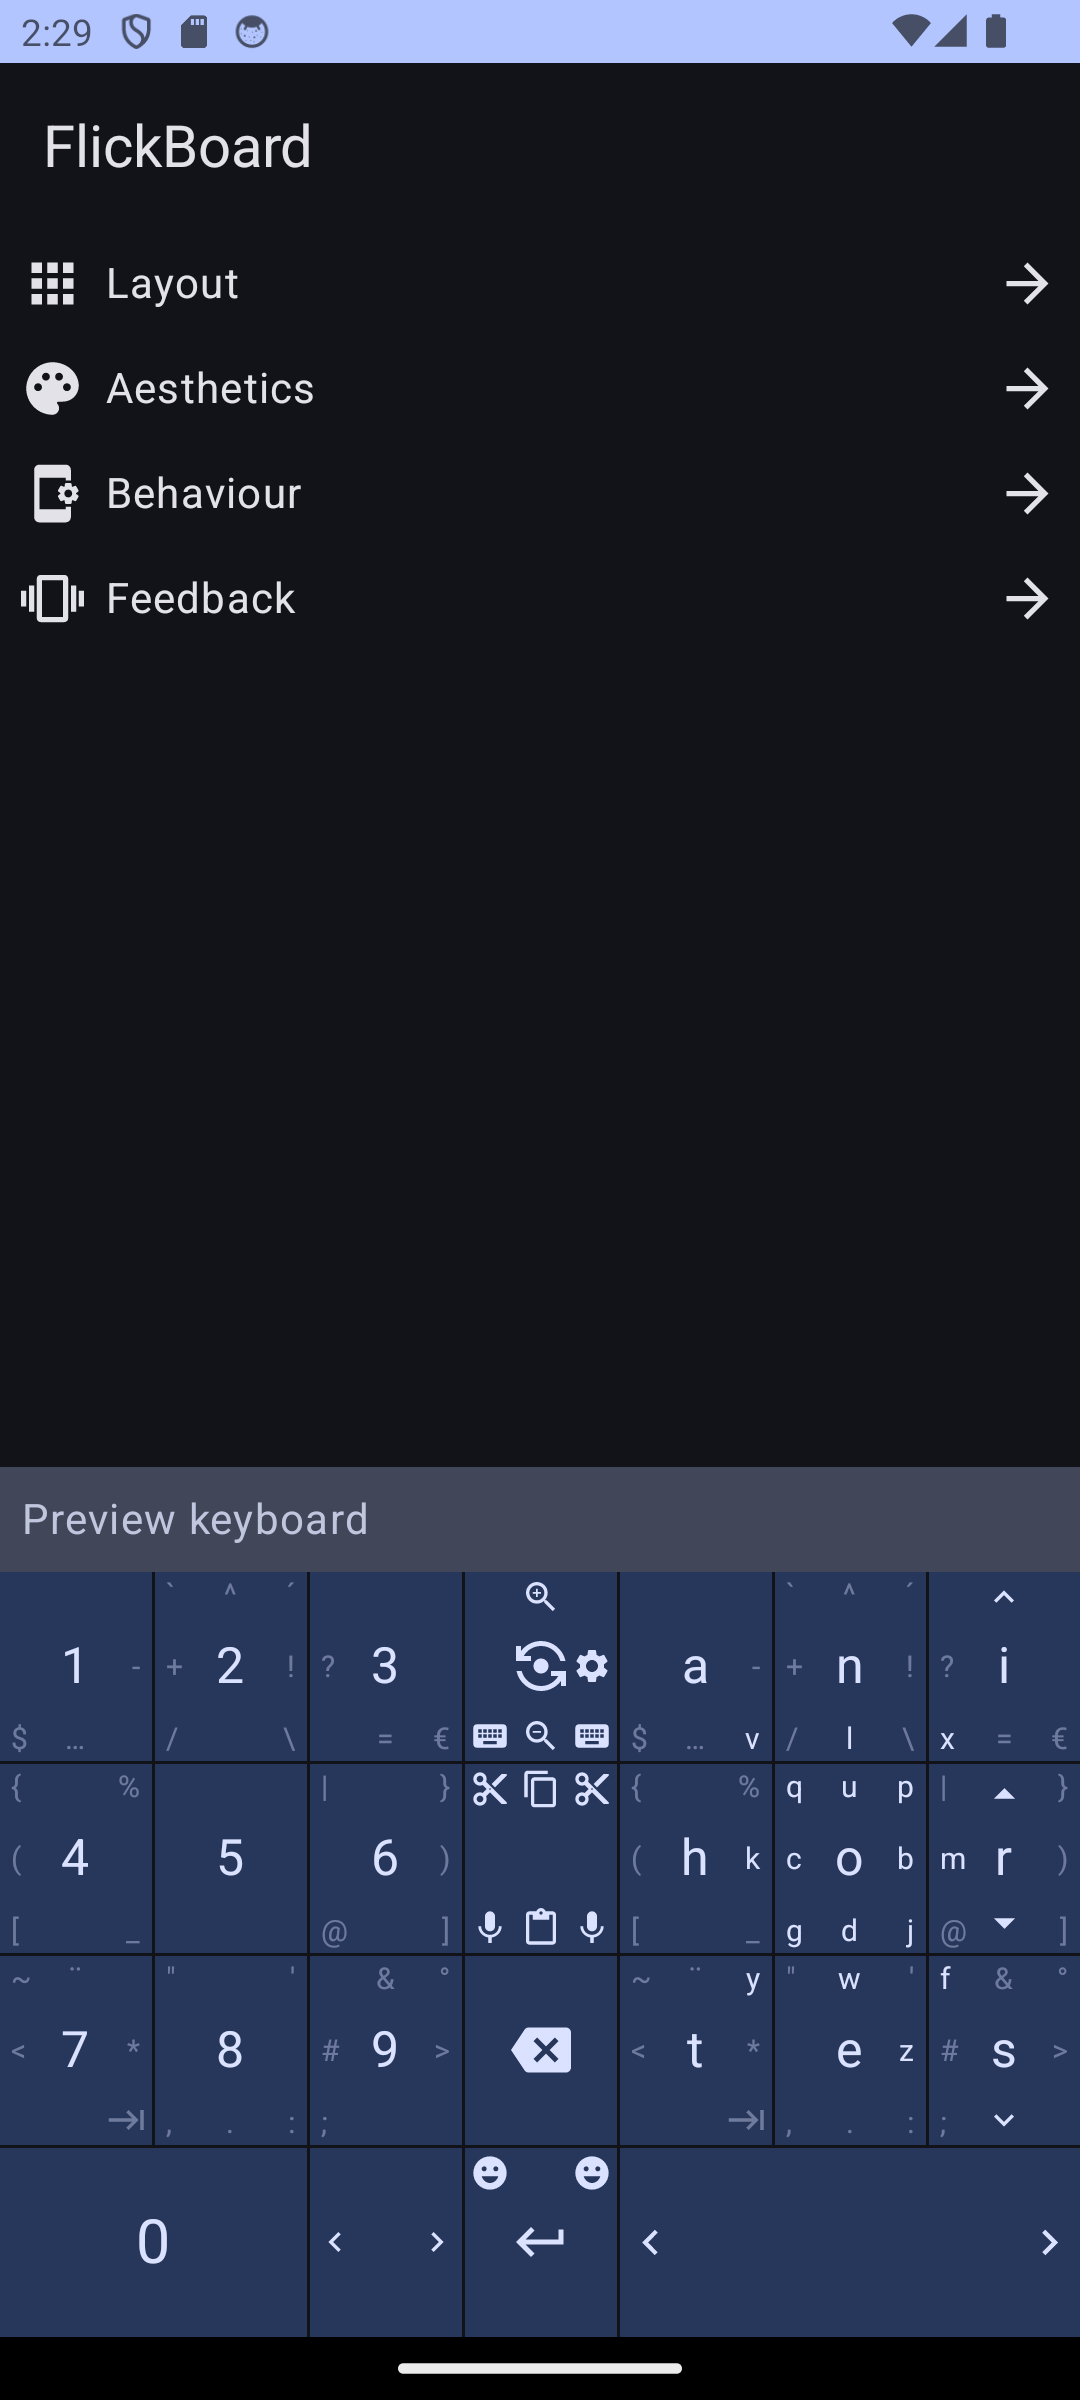 2:29
FlickBoard
Layout
Aesthetics
Behaviour
Feedback
Preview keyboard
` ^ ´ ` ^ ´
1 - + 2 ! ? 3 a - + n ! ? i
$ … / \ = € $ … v / l \ x = €
{ % | } { % q u p | }
( 4 5 6 ) ( h k c o b m r )
[ _ @ ] [ _ g d j @ ]
~ ¨ " ' & ° ~ ¨ y " w ' f & °
< 7 * 8 # 9 > < t * e z # s >
, . : ; , . : ;
0